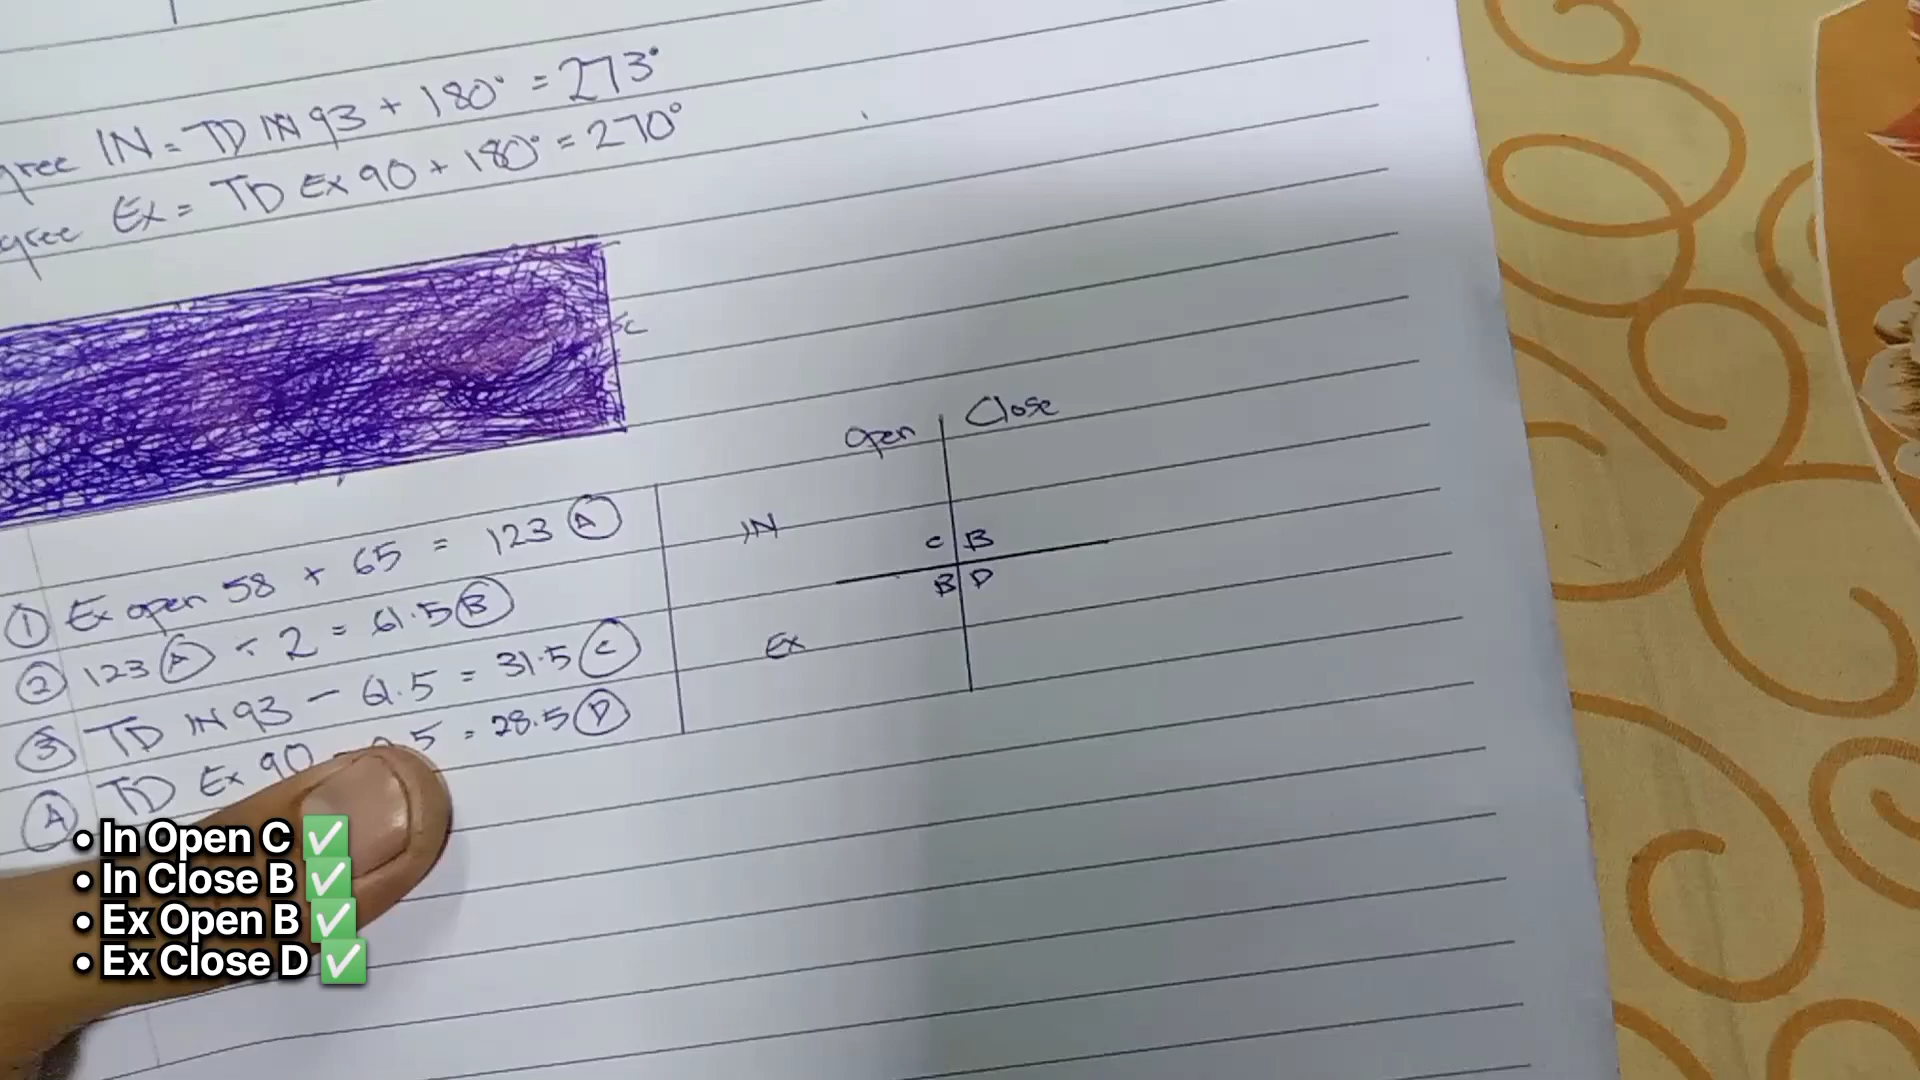 gree IN = TD IN 93 + 180° = 273°
gree Ex = TD Ex 90 + 180° = 270°
c
① Ex open 58 + 65 = 123 Ⓐ
② 123 Ⓐ ÷ 2 = 61.5 Ⓑ
③ TD IN 93 - 61.5 = 31.5 Ⓒ
Ⓐ TD Ex 90 5 = 28.5 Ⓓ
open Close
IN C B
B D
Ex
• In Open C ✅
• In Close B ✅
• Ex Open B ✅
• Ex Close D ✅